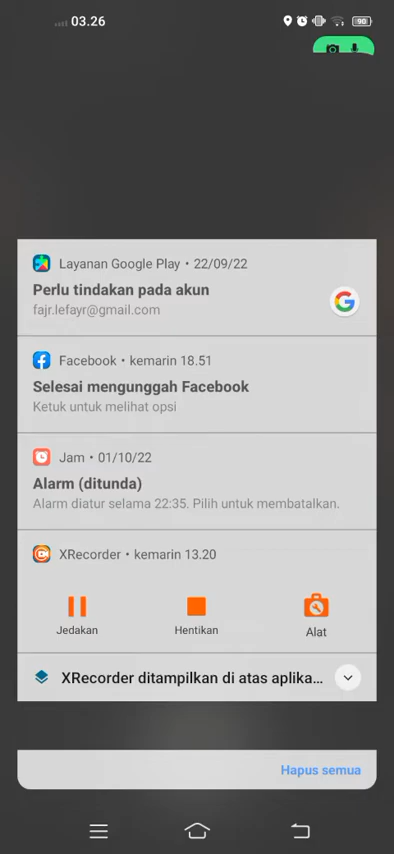 03.26
90
Layanan Google Play • 22/09/22
Perlu tindakan pada akun
fajr.lefayr@gmail.com
Facebook • kemarin 18.51
Selesai mengunggah Facebook
Ketuk untuk melihat opsi
Jam • 01/10/22
Alarm (ditunda)
Alarm diatur selama 22:35. Pilih untuk membatalkan.
XRecorder • kemarin 13.20
Jedakan
Hentikan
Alat
XRecorder ditampilkan di atas aplika...
Hapus semua